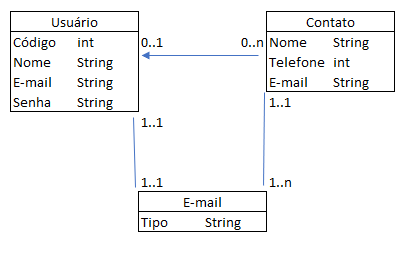 Usuário
Código int
Nome String
E-mail String
Senha String
0..1
0..n
Contato
Nome String
Telefone int
E-mail String
1..1
1..1
1..1
1..n
E-mail
Tipo String